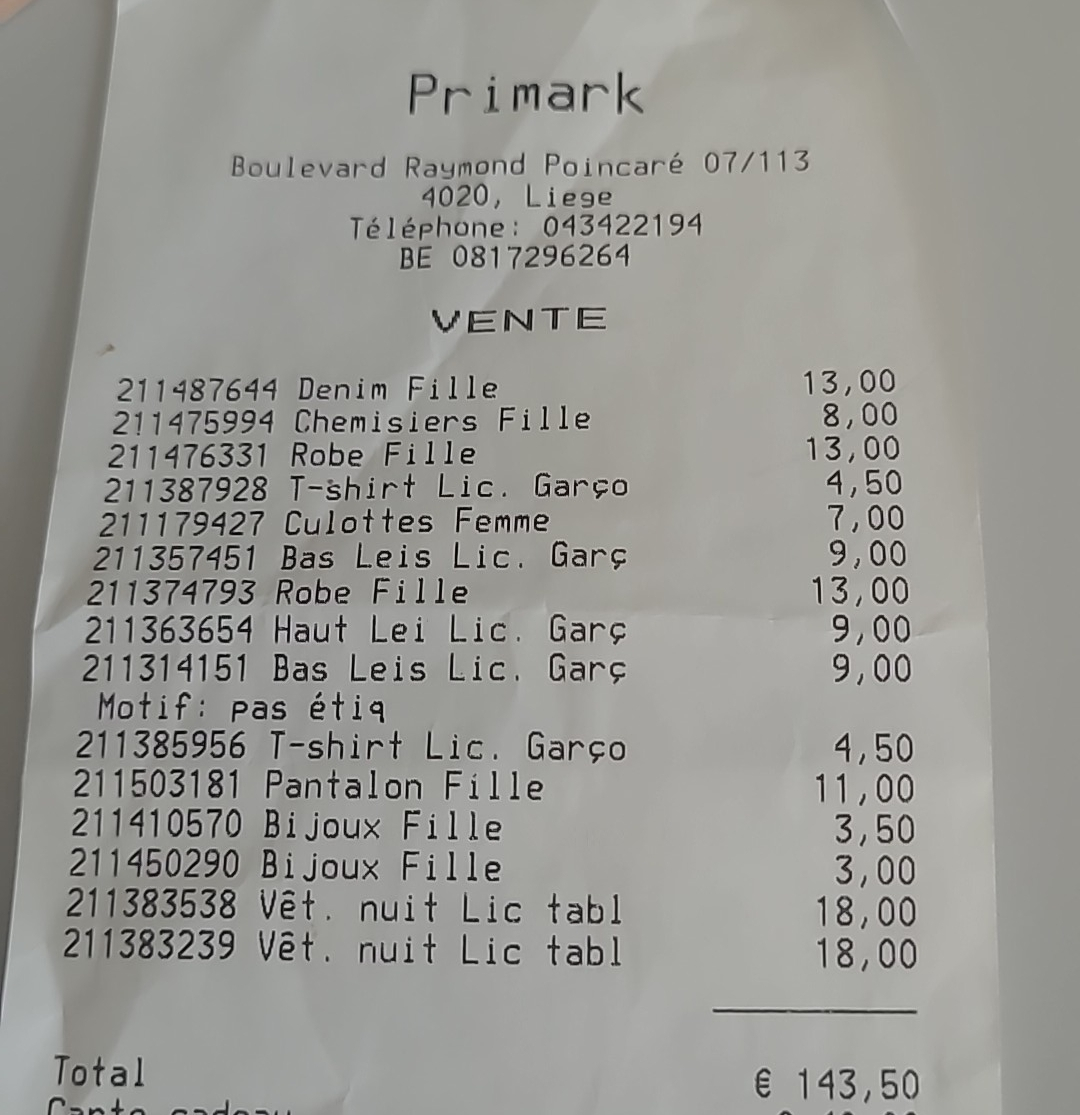 Primark
Boulevard Raymond Poincaré 07/113
4020, Liege
Téléphone: 043422194
BE 0817296264
VENTE
211487644 Denim Fille 13,00
211475994 Chemisiers Fille 8,00
211476331 Robe Fille 13,00
211387928 T-shirt Lic. Garço 4,50
211179427 Culottes Femme 7,00
211357451 Bas Leis Lic. Garç 9,00
211374793 Robe Fille 13,00
211363654 Haut Lei Lic. Garç 9,00
211314151 Bas Leis Lic. Garç 9,00
Motif: pas étiq
211385956 T-shirt Lic. Garço 4,50
211503181 Pantalon Fille 11,00
211410570 Bijoux Fille 3,50
211450290 Bijoux Fille 3,00
211383538 Vêt. nuit Lic tabl 18,00
211383239 Vêt. nuit Lic tabl 18,00
Total € 143,50
Carte cadeau